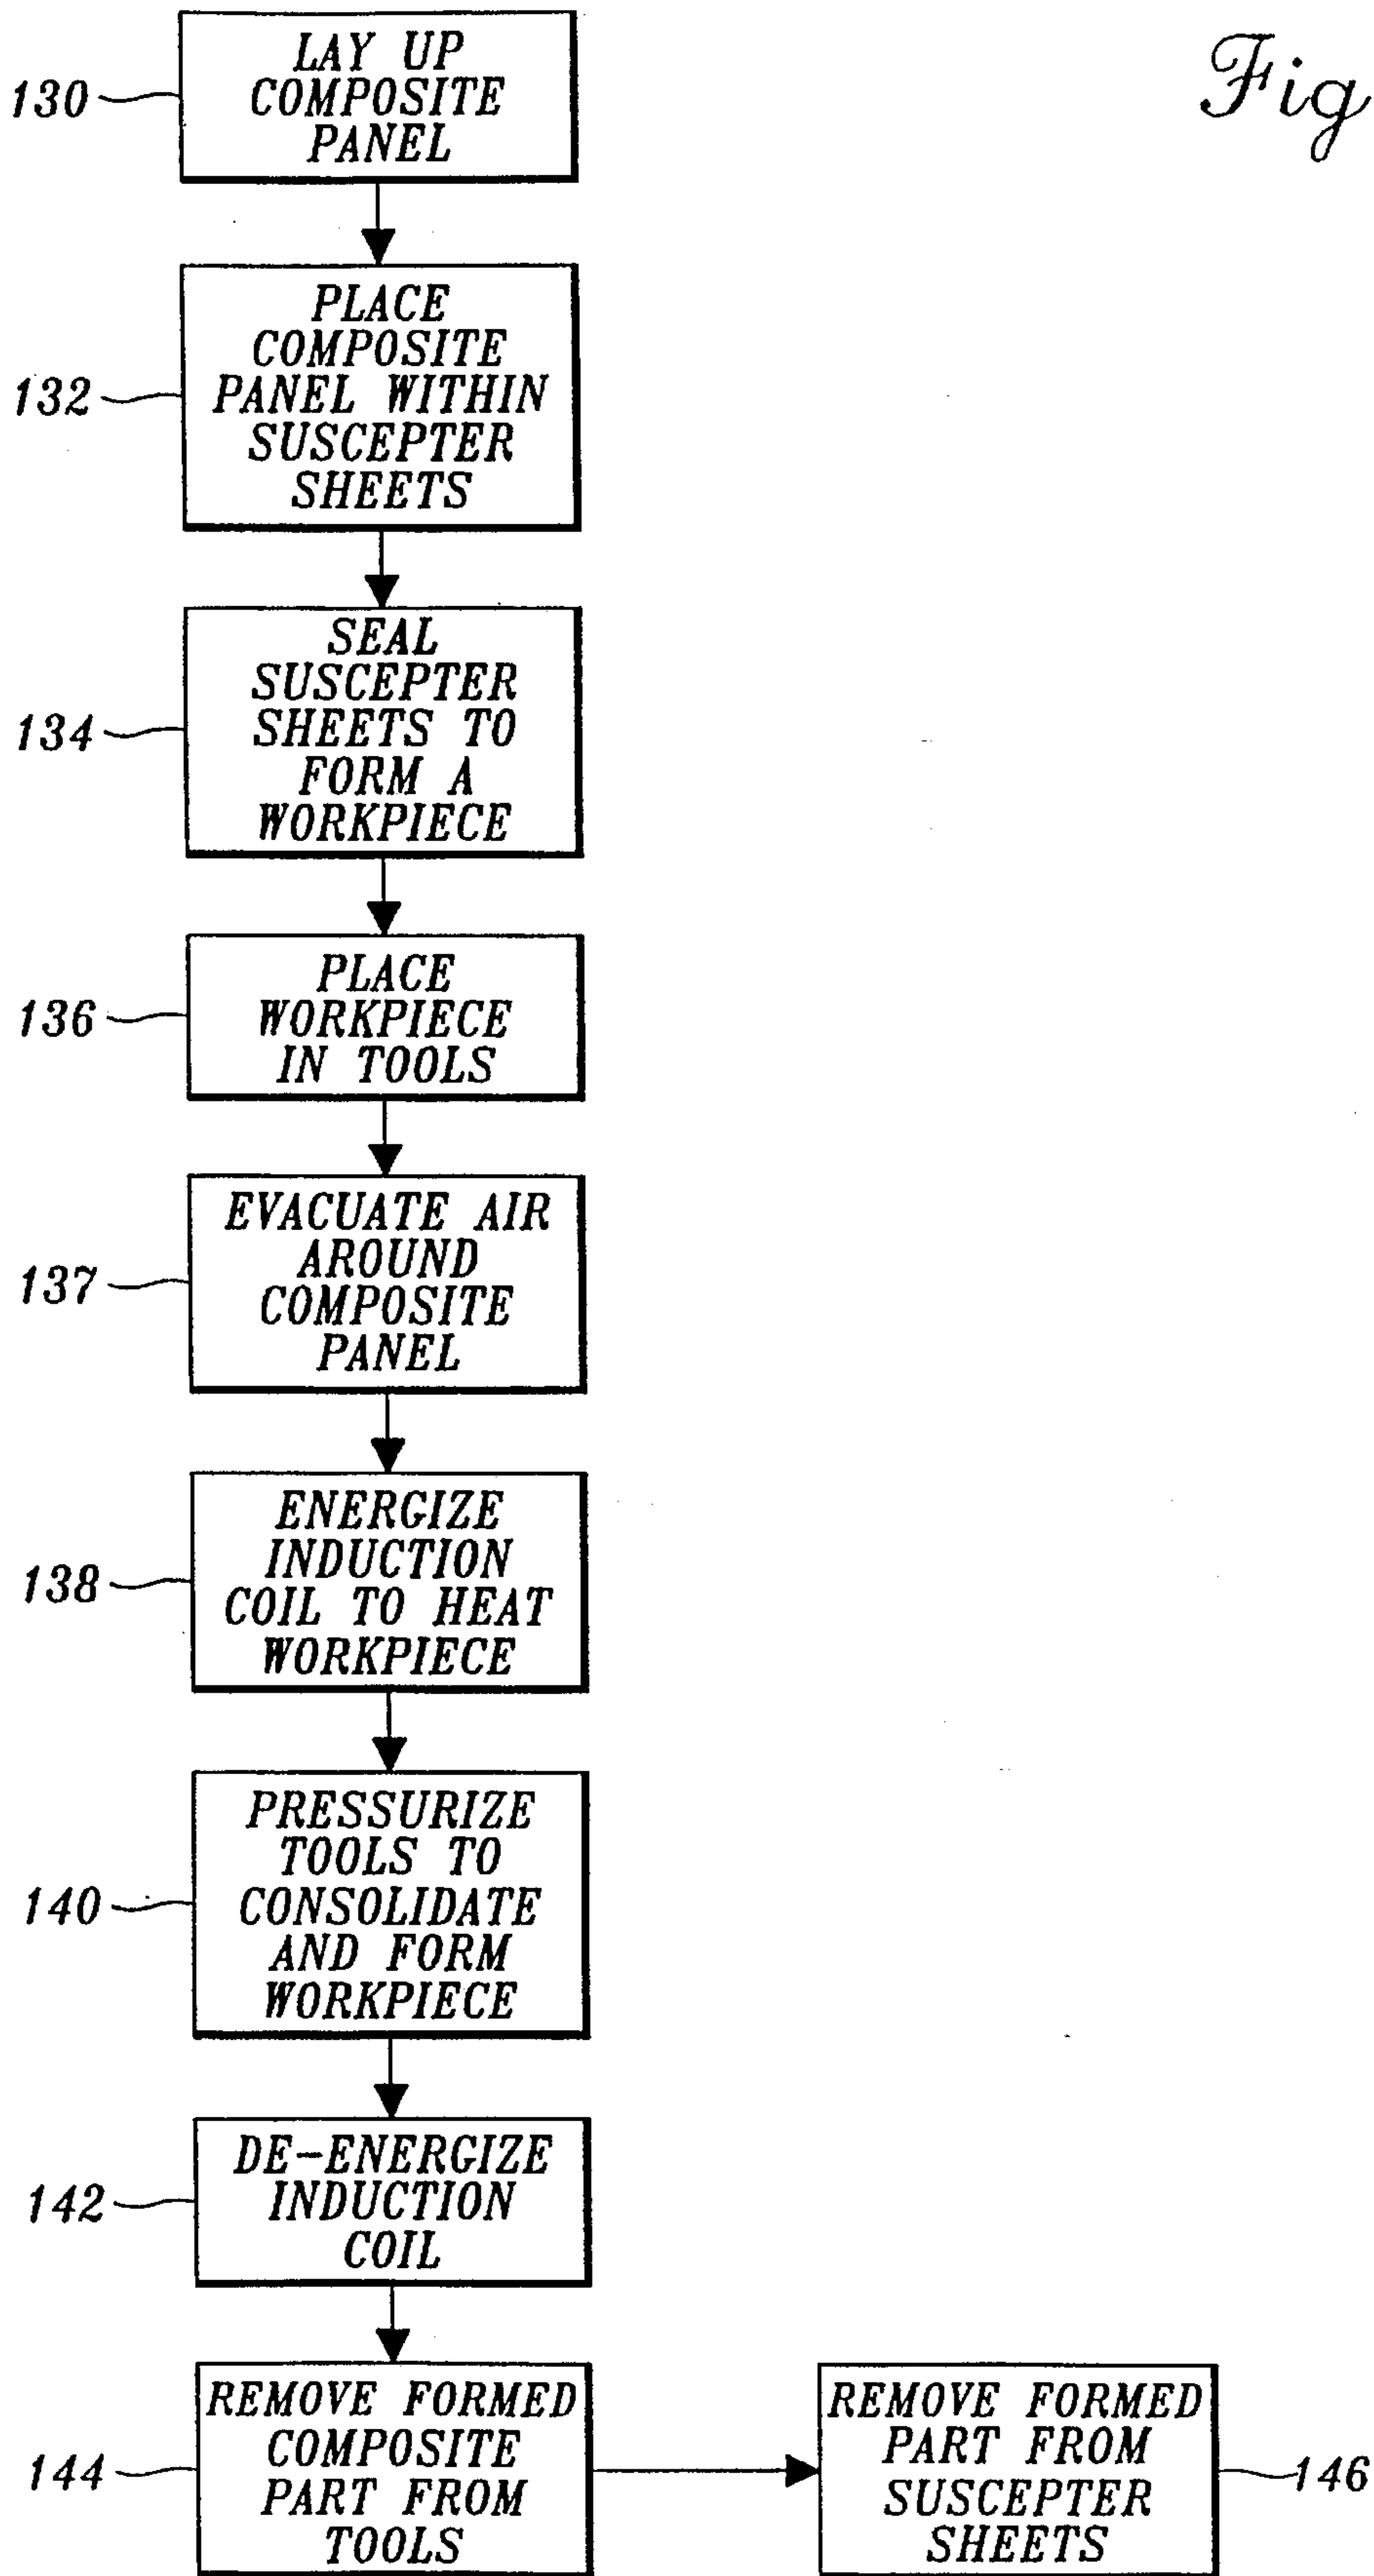 Fig
130
LAY UP
COMPOSITE
PANEL
132
PLACE
COMPOSITE
PANEL WITHIN
SUSCEPTER
SHEETS
134
SEAL
SUSCEPTER
SHEETS TO
FORM A
WORKPIECE
136
PLACE
WORKPIECE
IN TOOLS
137
EVACUATE AIR
AROUND
COMPOSITE
PANEL
138
ENERGIZE
INDUCTION
COIL TO HEAT
WORKPIECE
140
PRESSURIZE
TOOLS TO
CONSOLIDATE
AND FORM
WORKPIECE
142
DE-ENERGIZE
INDUCTION
COIL
144
REMOVE FORMED
COMPOSITE
PART FROM
TOOLS
REMOVE FORMED
PART FROM
SUSCEPTER
SHEETS
146